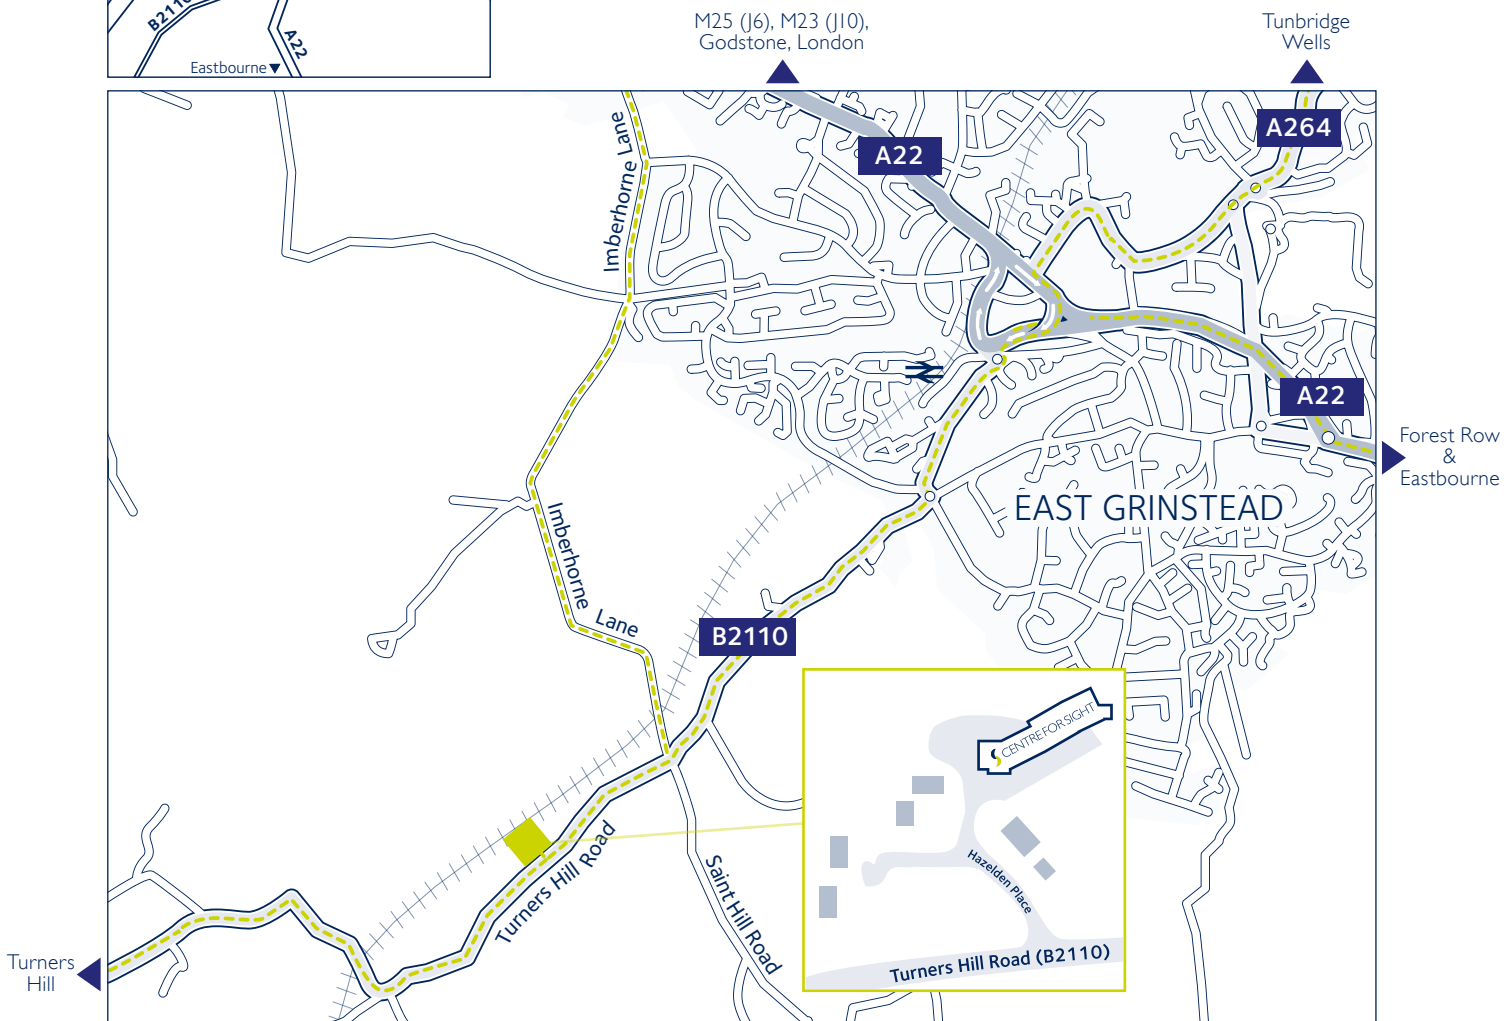 B2110
A22
Eastbourne
M25 (J6), M23 (J10),
Godstone, London
Tunbridge
Wells
A264
A22
Imberhorne Lane
A22
Forest Row
&
Eastbourne
EAST GRINSTEAD
Imberhorne
Lane
B2110
CENTRE FOR SIGHT
Hazelden Place
Turners Hill Road (B2110)
Turners Hill Road
Saint Hill Road
Turners
Hill